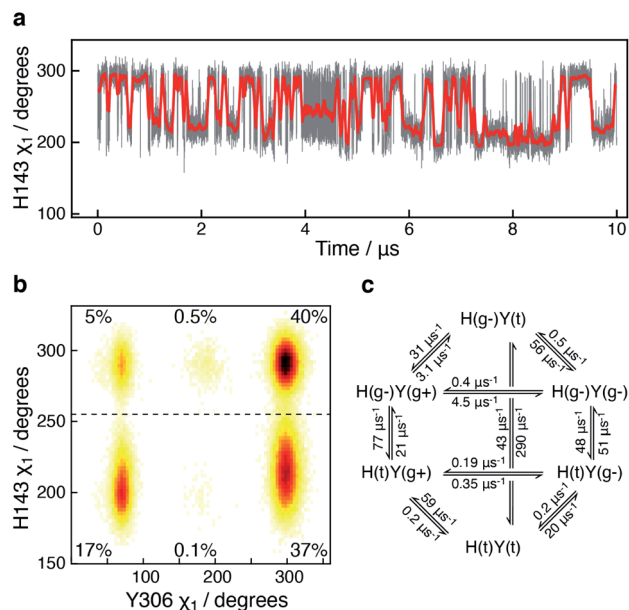 a
H143 χ1 / degrees
300
200
100
0
2
4
6
8
10
Time / μs
b
H143 χ1 / degrees
5%
0.5%
40%
300
250
200
150
17%
0.1%
37%
100
200
300
Y306 χ1 / degrees
c
H(g-)Y(t)
31 μs-1
3.1 μs-1
0.5 μs-1
56 μs-1
H(g-)Y(g+)
0.4 μs-1
4.5 μs-1
H(g-)Y(g-)
77 μs-1
21 μs-1
43 μs-1
290 μs-1
48 μs-1
51 μs-1
H(t)Y(g+)
0.19 μs-1
0.35 μs-1
H(t)Y(g-)
59 μs-1
0.2 μs-1
0.2 μs-1
20 μs-1
H(t)Y(t)